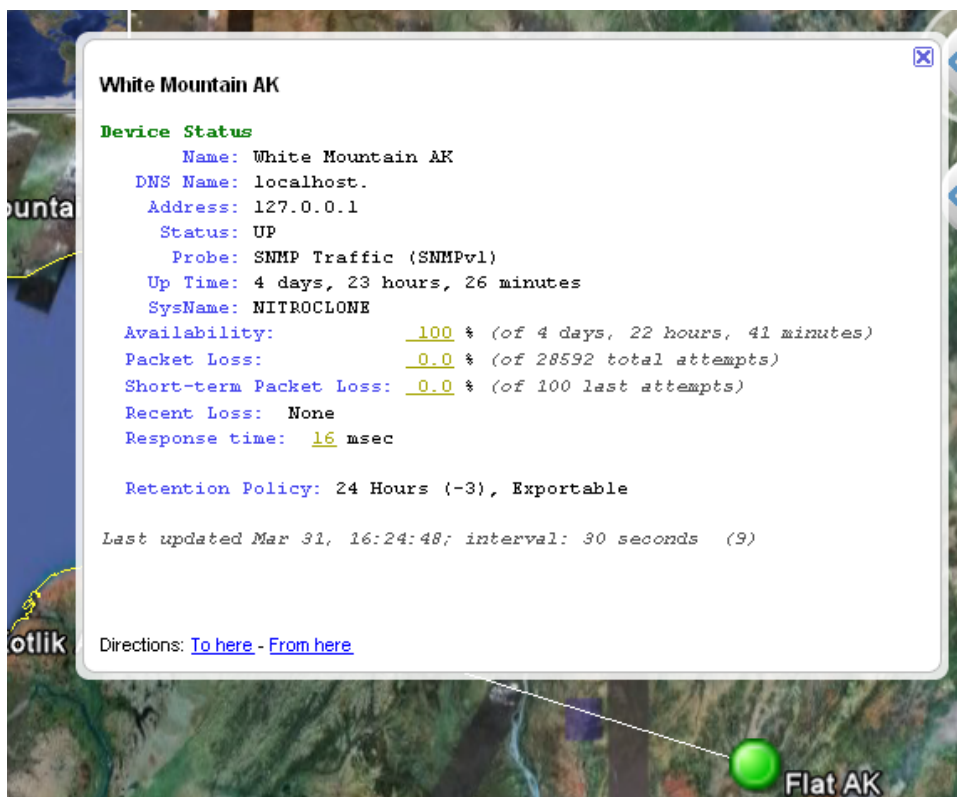 White Mountain AK
Device Status
Name: White Mountain AK
DNS Name: localhost.
Address: 127.0.0.1
Status: UP
Probe: SNMP Traffic (SNMPv1)
Up Time: 4 days, 23 hours, 26 minutes
SysName: NITROCLONE
Availability: 100 % (of 4 days, 22 hours, 41 minutes)
Packet Loss: 0.0 % (of 28592 total attempts)
Short-term Packet Loss: 0.0 % (of 100 last attempts)
Recent Loss: None
Response time: 16 msec
Retention Policy: 24 Hours (-3), Exportable
Last updated Mar 31, 16:24:48; interval: 30 seconds (9)
Directions: To here - From here
Flat AK